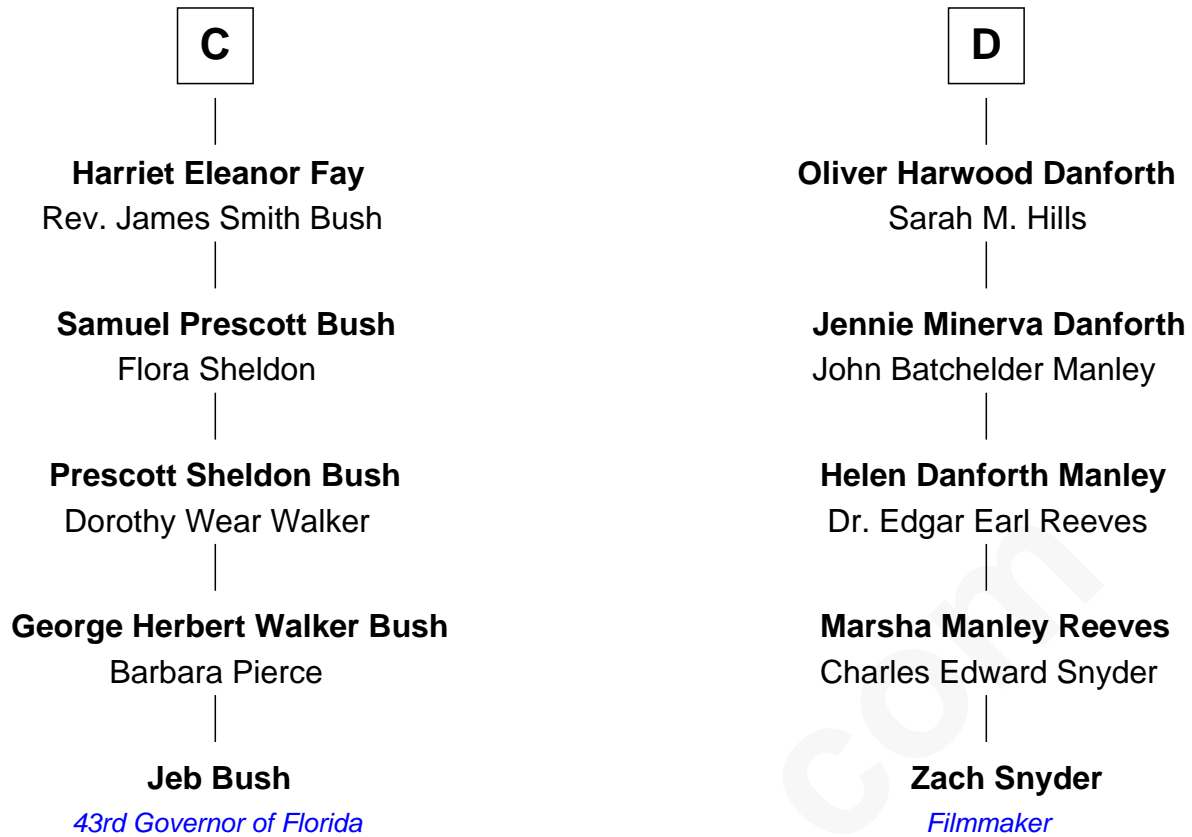 C
Harriet Eleanor Fay
Rev. James Smith Bush
Samuel Prescott Bush
Flora Sheldon
Prescott Sheldon Bush
Dorothy Wear Walker
George Herbert Walker Bush
Barbara Pierce
Jeb Bush
43rd Governor of Florida
D
Oliver Harwood Danforth
Sarah M. Hills
Jennie Minerva Danforth
John Batchelder Manley
Helen Danforth Manley
Dr. Edgar Earl Reeves
Marsha Manley Reeves
Charles Edward Snyder
Zach Snyder
Filmmaker
com